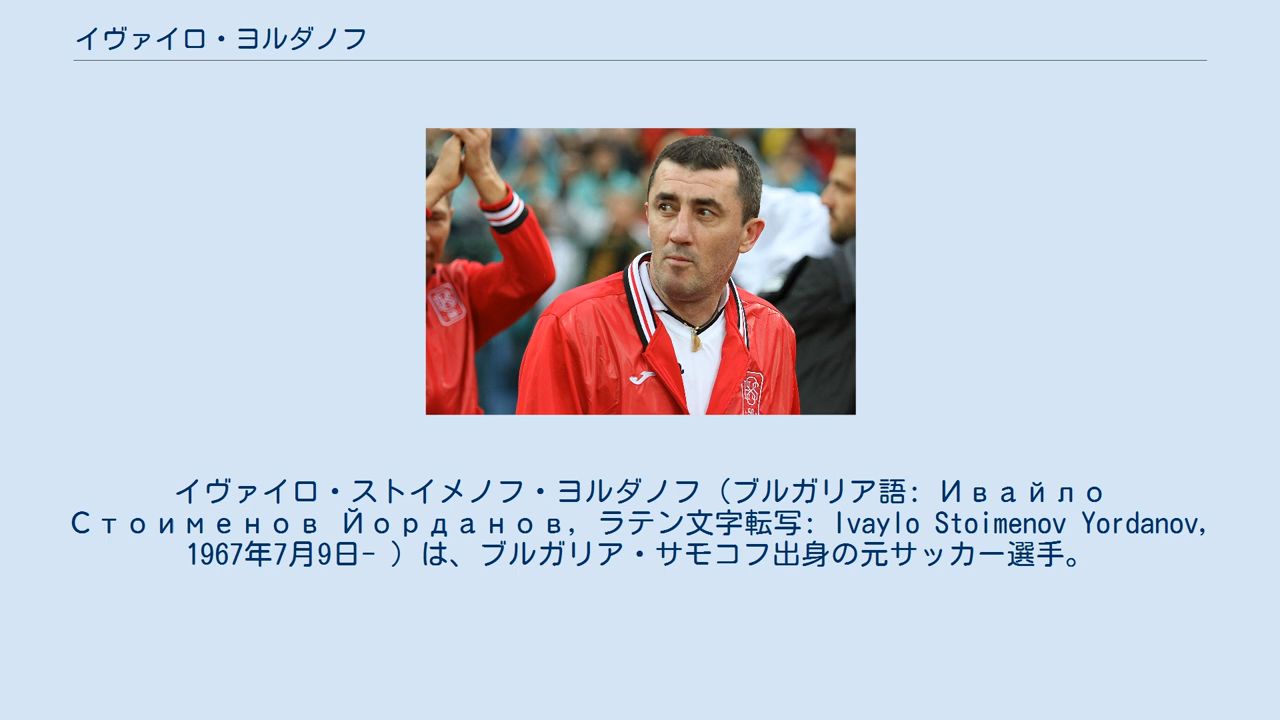 イヴァイロ・ヨルダノフ
イヴァイロ・ストイメノフ・ヨルダノフ（ブルガリア語: Ивайло
Стоименов Йорданов, ラテン文字転写: Ivaylo Stoimenov Yordanov,
1967年7月9日- ）は、ブルガリア・サモコフ出身の元サッカー選手。